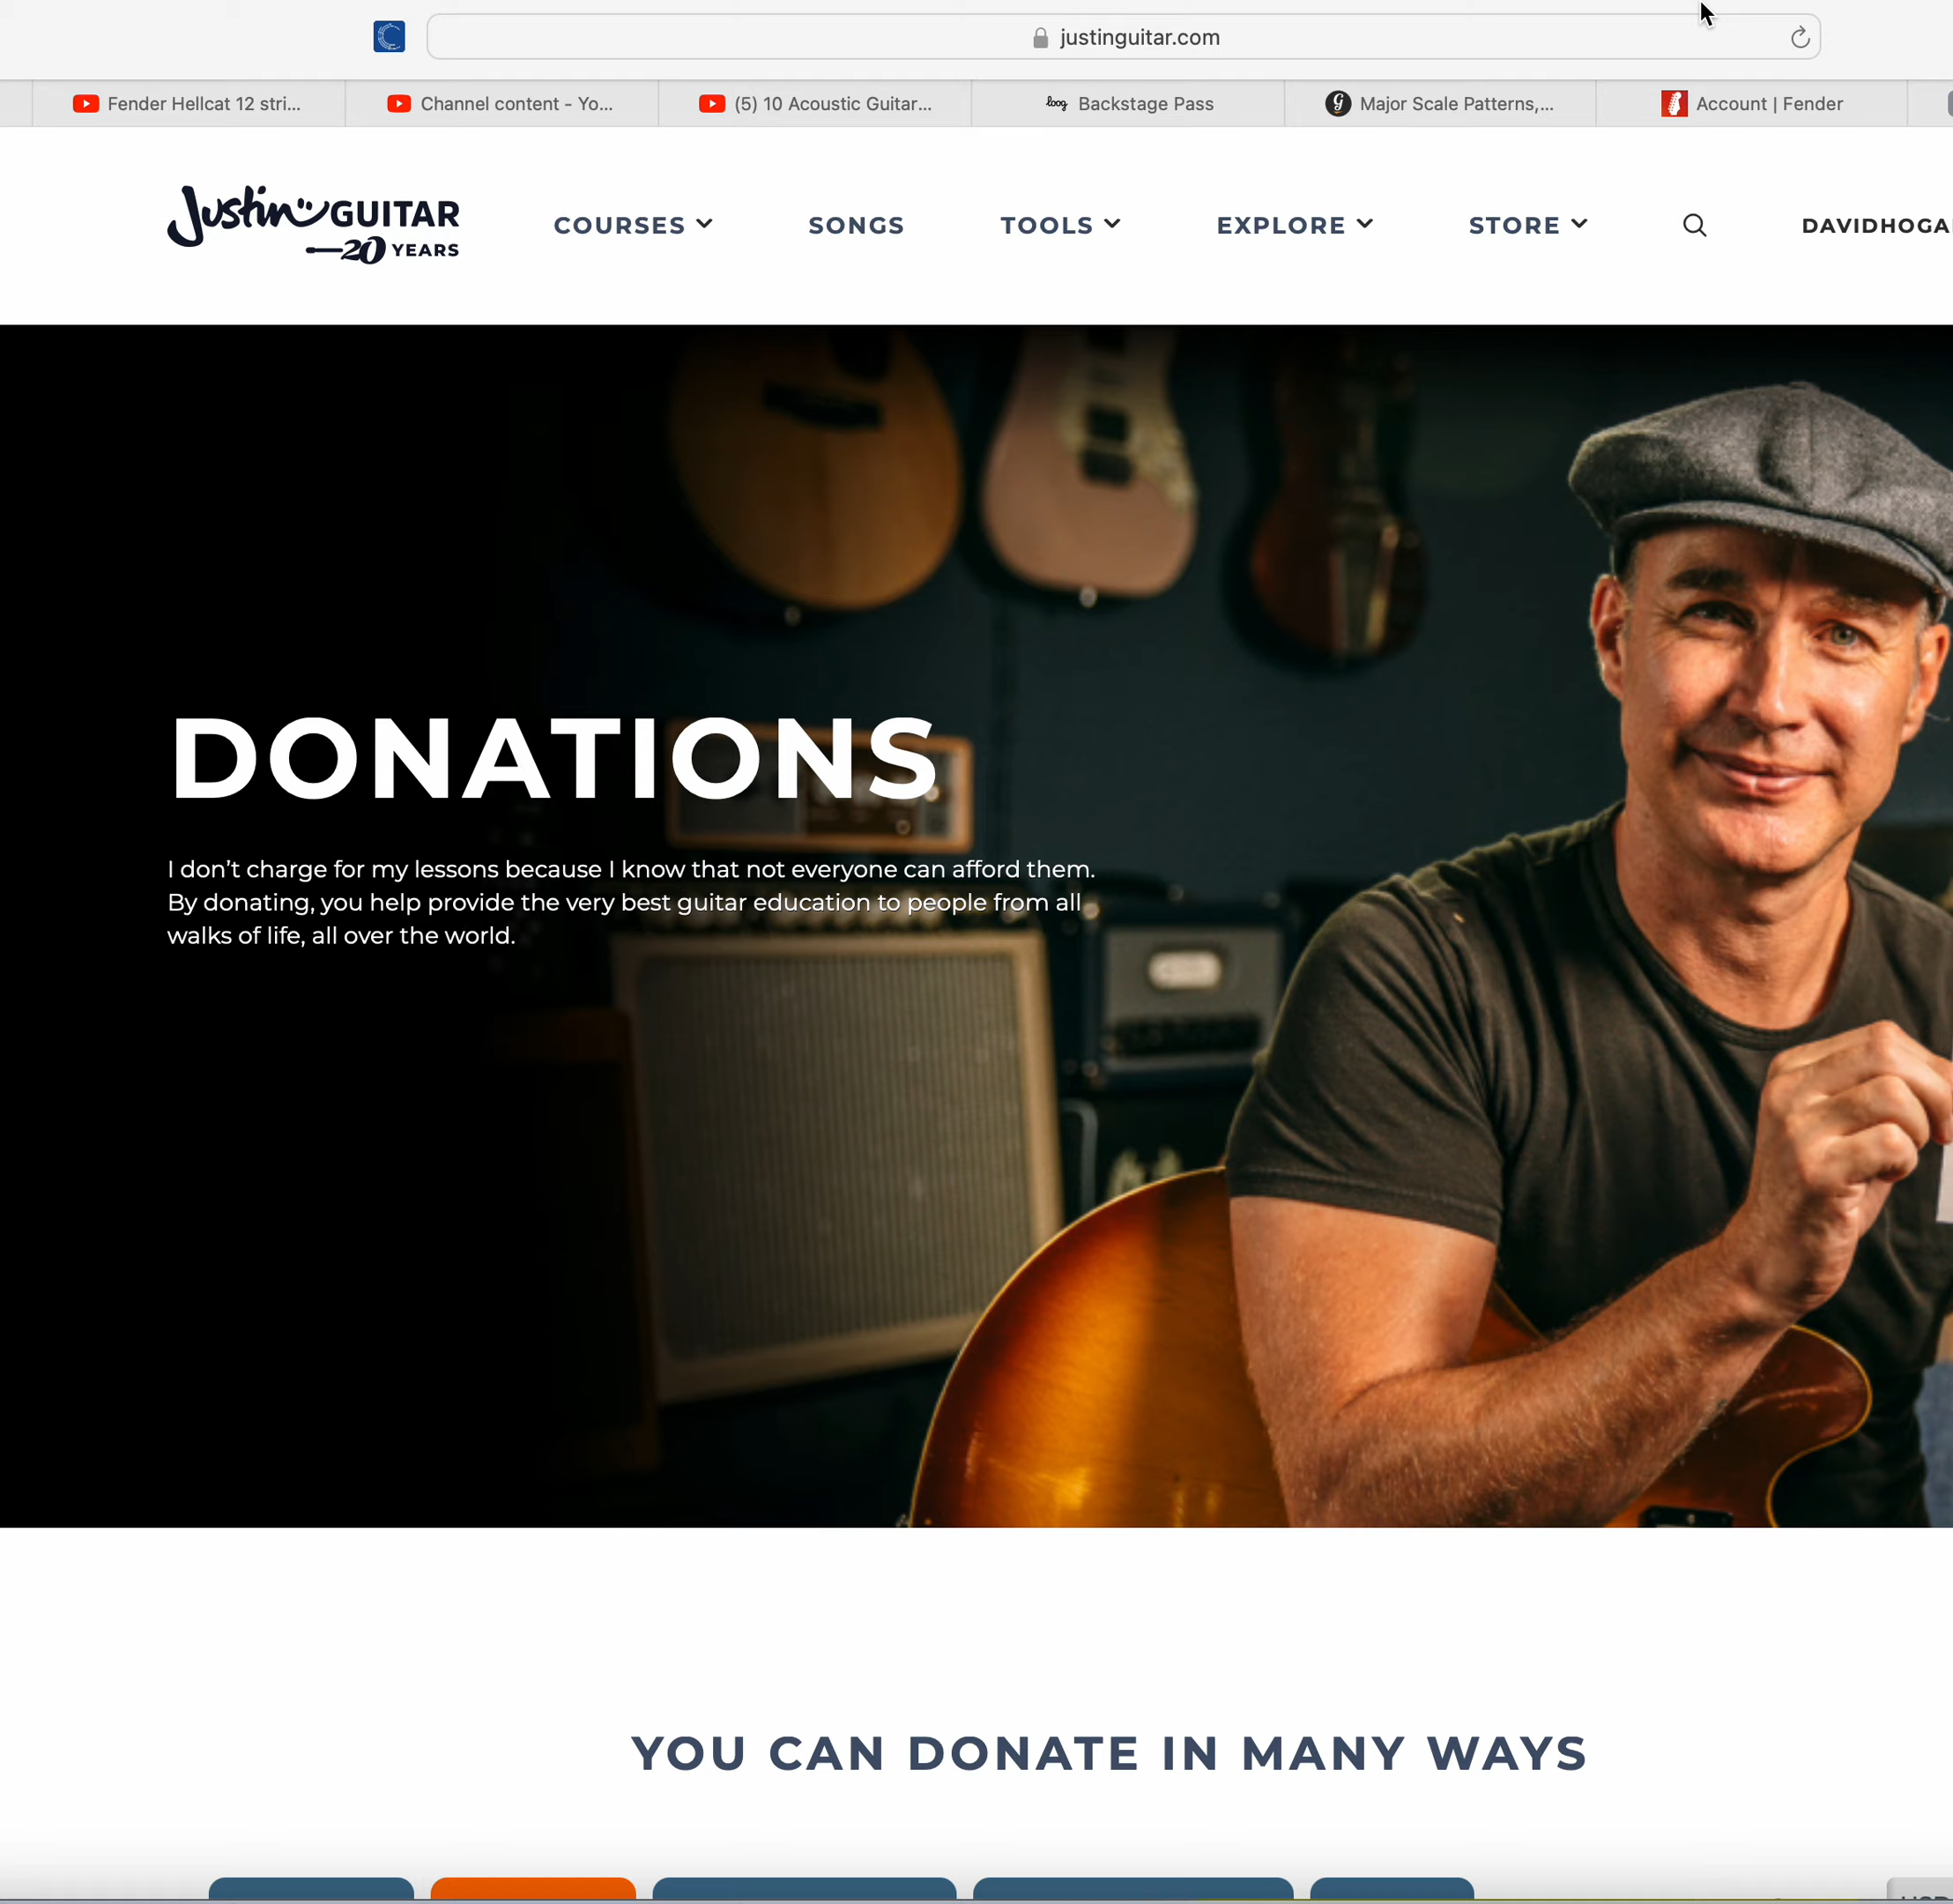 justinguitar.com
Fender Hellcat 12 stri...
Channel content - Yo...
(5) 10 Acoustic Guitar...
loog Backstage Pass
Major Scale Patterns,...
Account | Fender
Justin GUITAR
20 YEARS
COURSES
SONGS
TOOLS
EXPLORE
STORE
DAVIDHOGA
DONATIONS
I don’t charge for my lessons because I know that not everyone can afford them.
By donating, you help provide the very best guitar education to people from all
walks of life, all over the world.
YOU CAN DONATE IN MANY WAYS